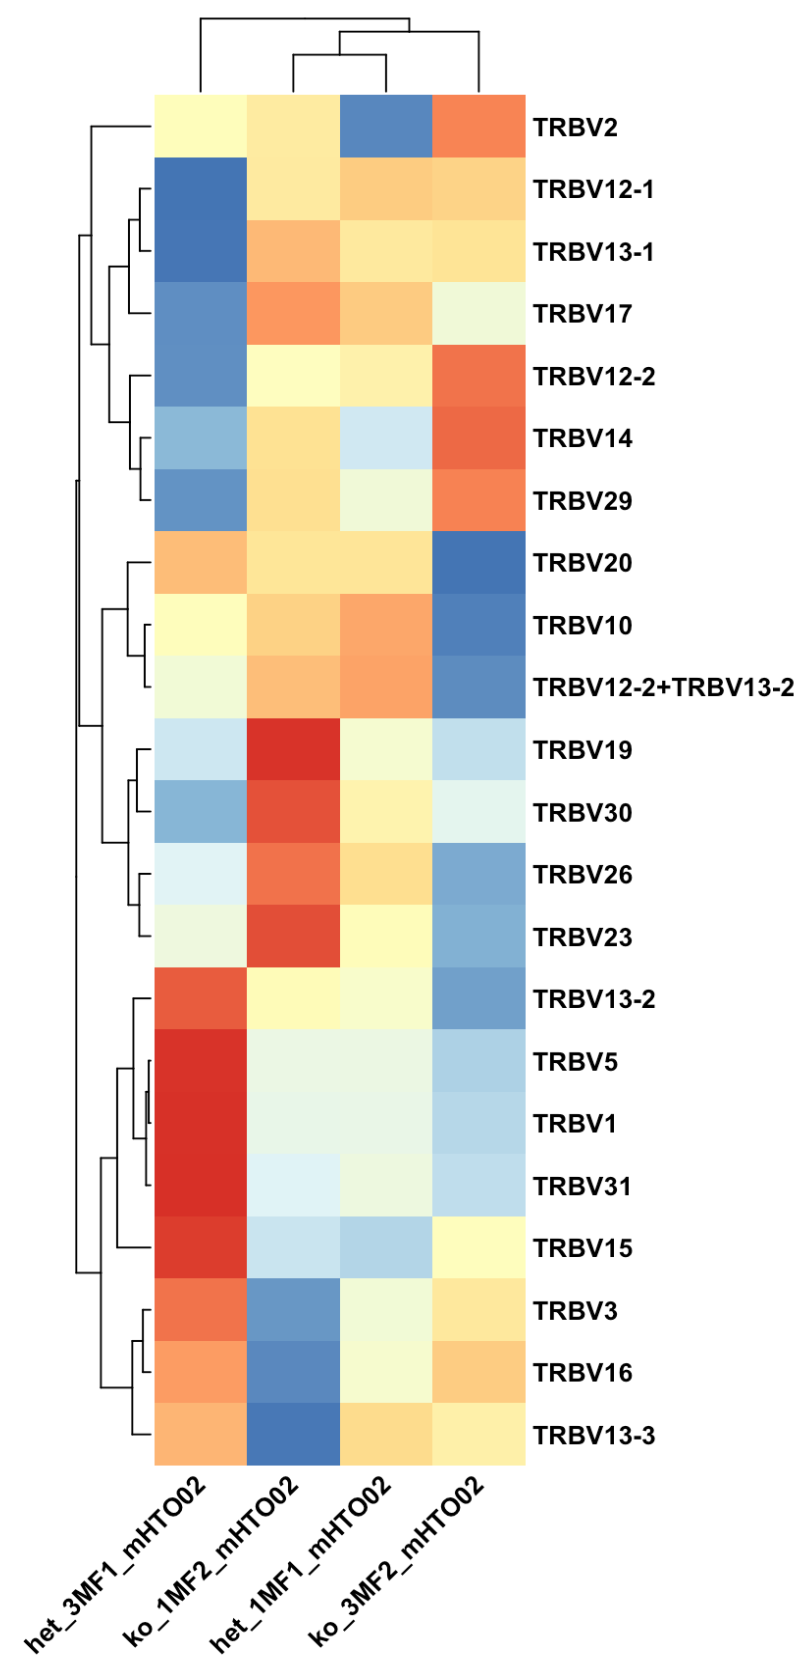 TRBV2
TRBV12-1
TRBV13-1
TRBV17
TRBV12-2
TRBV14
TRBV29
TRBV20
TRBV10
TRBV12-2+TRBV13-2
TRBV19
TRBV30
TRBV26
TRBV23
TRBV13-2
TRBV5
TRBV1
TRBV31
TRBV15
TRBV3
TRBV16
TRBV13-3
het_3MF1_mHTO02
ko_1MF2_mHTO02
het_1MF1_mHTO02
ko_3MF2_mHTO02